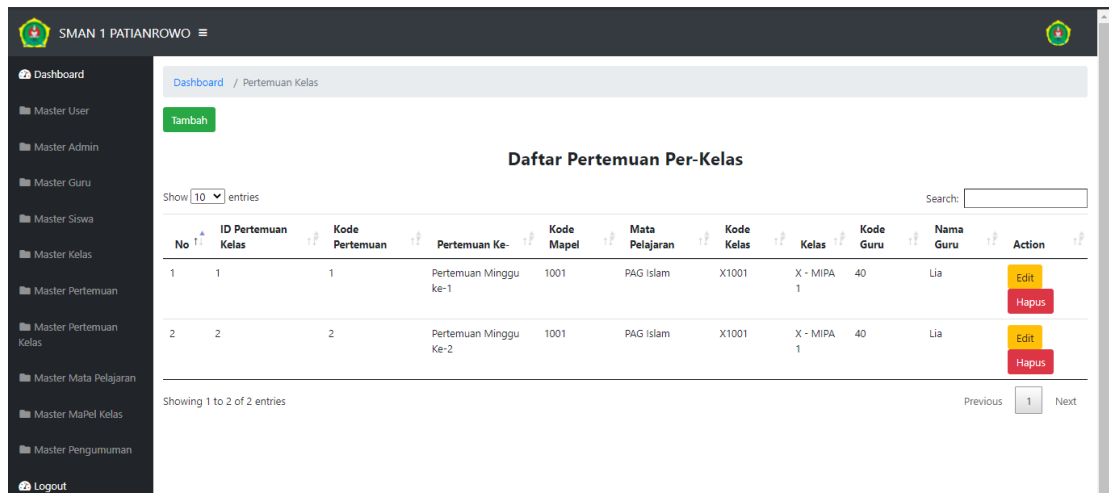 SMAN 1 PATIANROWO
Dashboard
Master User
Master Admin
Master Guru
Master Siswa
Master Kelas
Master Pertemuan
Master Pertemuan
Kelas
Master Mata Pelajaran
Master MaPel Kelas
Master Pengumuman
Logout
Dashboard / Pertemuan Kelas
Tambah
Daftar Pertemuan Per-Kelas
Show 10 entries
Search:
No ID Pertemuan Kelas Kode Pertemuan Pertemuan Ke- Kode Mapel Mata Pelajaran Kode Kelas Kelas Kode Guru Nama Guru Action
1 1 1 Pertemuan Minggu ke-1 1001 PAG Islam X1001 X - MIPA 1 40 Lia Edit Hapus
2 2 2 Pertemuan Minggu Ke-2 1001 PAG Islam X1001 X - MIPA 1 40 Lia Edit Hapus
Showing 1 to 2 of 2 entries
Previous 1 Next